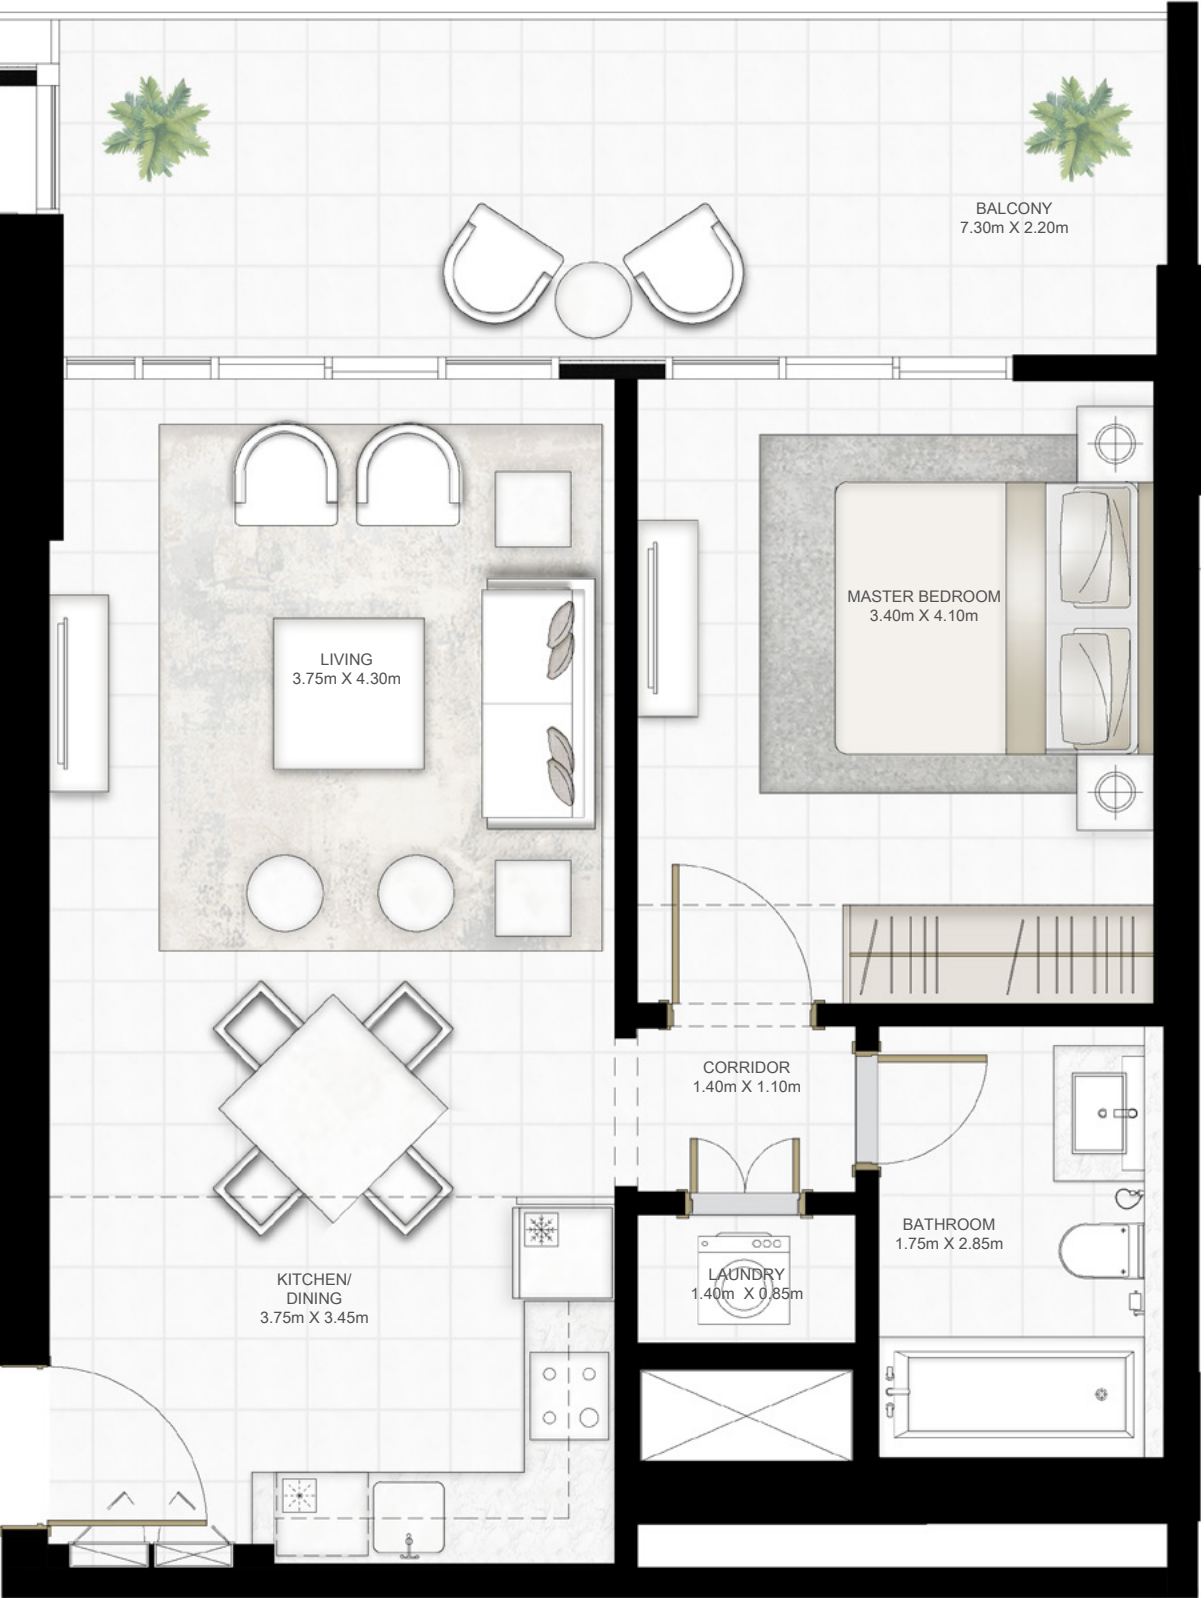 BALCONY
7.30m X 2.20m
MASTER BEDROOM
3.40m X 4.10m
LIVING
3.75m X 4.30m
CORRIDOR
1.40m X 1.10m
BATHROOM
1.75m X 2.85m
LAUNDRY
1.40m X 0.85m
KITCHEN/
DINING
3.75m X 3.45m